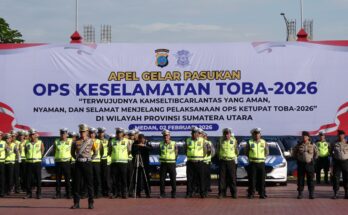 APEL GELAR PASUKAN
OPS KESELAMATAN TOBA-2026
"TERWUJUDNYA KAMSELTIBCARLANTAS YANG AMAN,
NYAMAN, DAN SELAMAT MENJELANG PELAKSANAAN OPS KETUPAT TOBA-2026"
DI WILAYAH PROVINSI SUMATERA UTARA
MEDAN, 02 FEBRUARI 2026